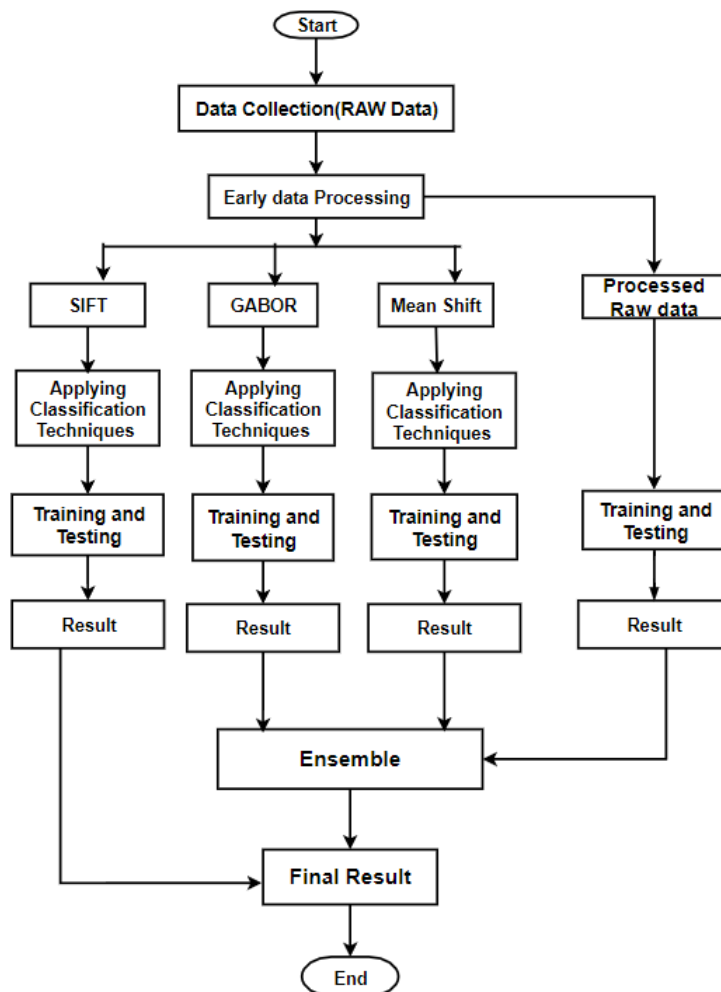 Start
Data Collection(RAW Data)
Early data Processing
SIFT
GABOR
Mean Shift
Processed
Raw data
Applying
Classification
Techniques
Applying
Classification
Techniques
Applying
Classification
Techniques
Training and
Testing
Training and
Testing
Training and
Testing
Training and
Testing
Result
Result
Result
Result
Ensemble
Final Result
End